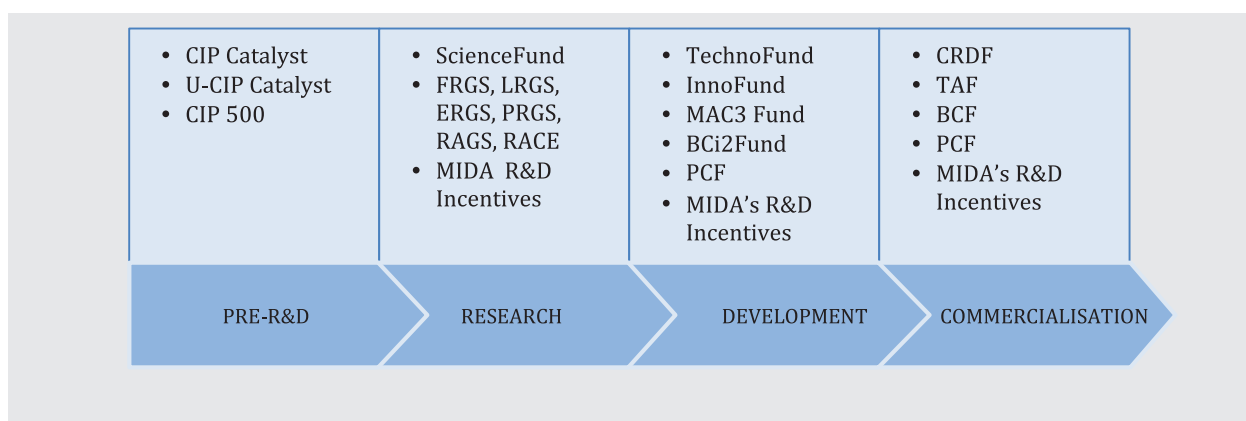 • CIP Catalyst
• U-CIP Catalyst
• CIP 500
• ScienceFund
• FRGS, LRGS,
ERGS, PRGS,
RAGS, RACE
• MIDA R&D
Incentives
• TechnoFund
• InnoFund
• MAC3 Fund
• BCi2Fund
• PCF
• MIDA’s R&D
Incentives
• CRDF
• TAF
• BCF
• PCF
• MIDA’s R&D
Incentives
PRE-R&D
RESEARCH
DEVELOPMENT
COMMERCIALISATION